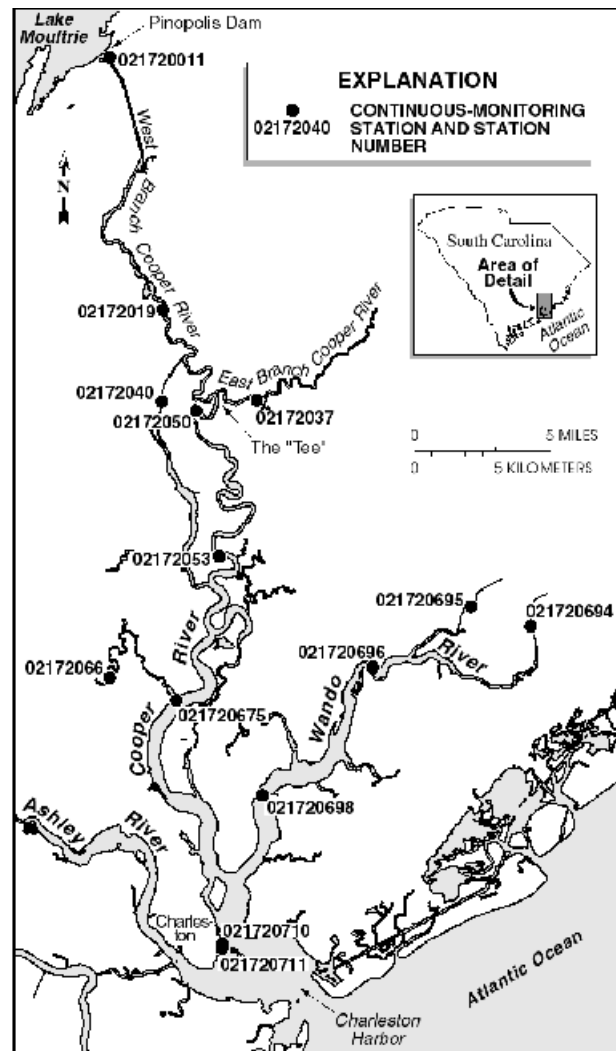 Lake
Moultrie
Pinopolis Dam
021720011
EXPLANATION
02172040
CONTINUOUS-MONITORING
STATION AND STATION
NUMBER
West
Branch
Cooper
River
N
South Carolina
Area of
Detail
Atlantic
Ocean
02172019
East Branch Cooper River
02172040
02172050
02172037
The "Tee"
0 5 MILES
0 5 KILOMETERS
02172053
021720695
021720694
River
02172066
021720696
River
021720675
Wando
Cooper
021720698
Ashley
River
Charles-
ton
021720710
021720711
Atlantic Ocean
Charleston
Harbor